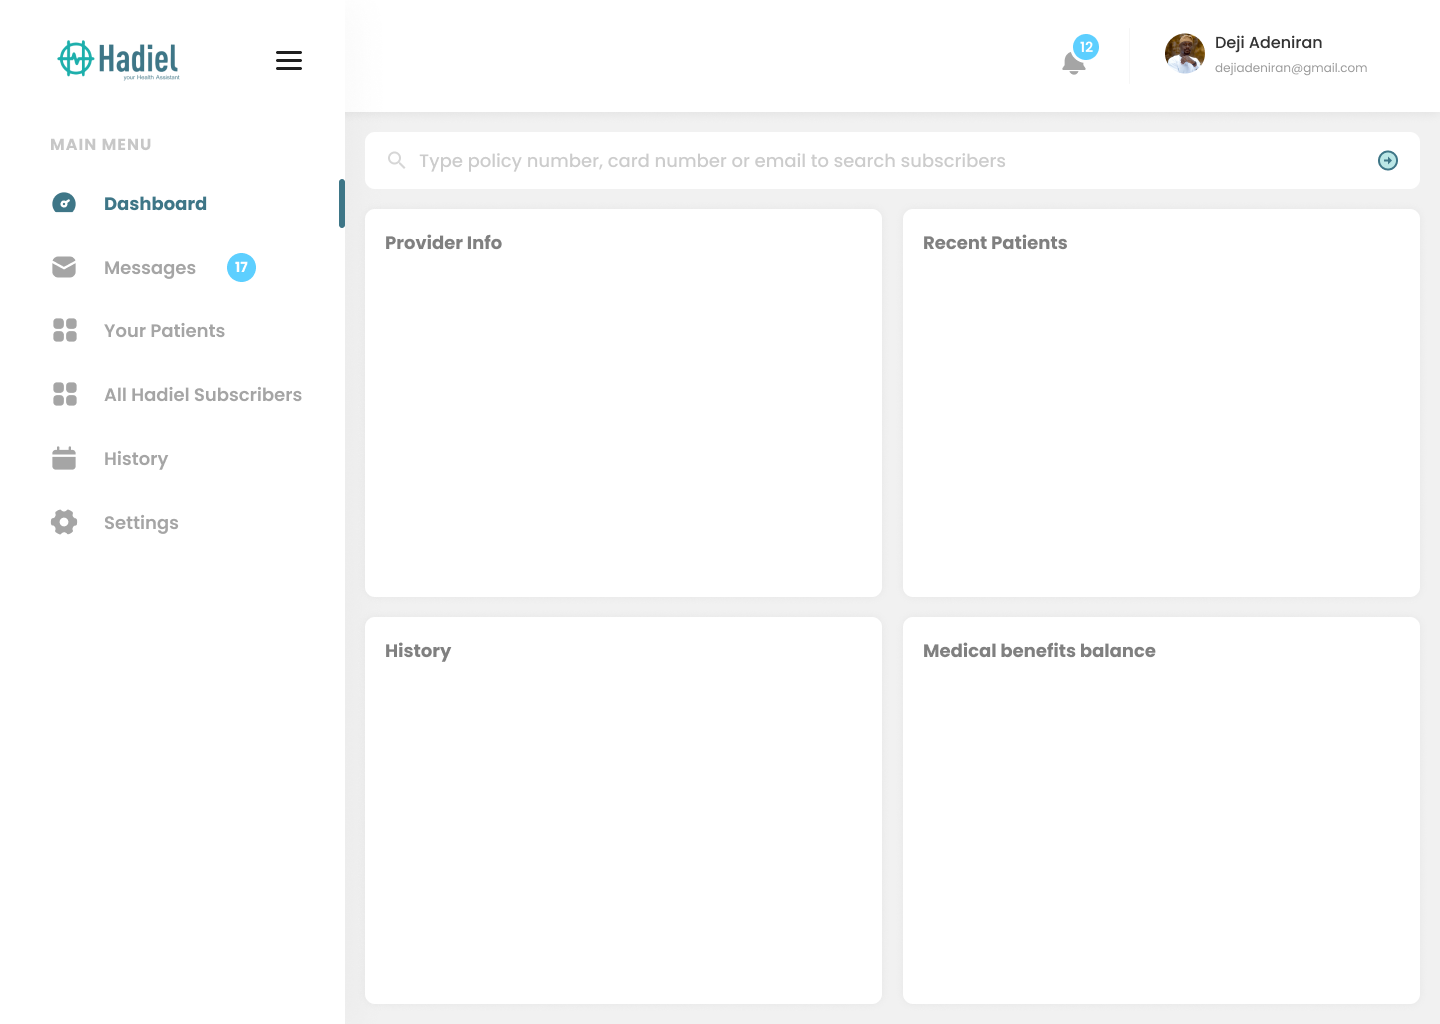 Hadiel
your Health Assistant
MAIN MENU
Dashboard
Messages 17
Your Patients
All Hadiel Subscribers
History
Settings
12
Deji Adeniran
dejiadeniran@gmail.com
Type policy number, card number or email to search subscribers
Provider Info
Recent Patients
History
Medical benefits balance